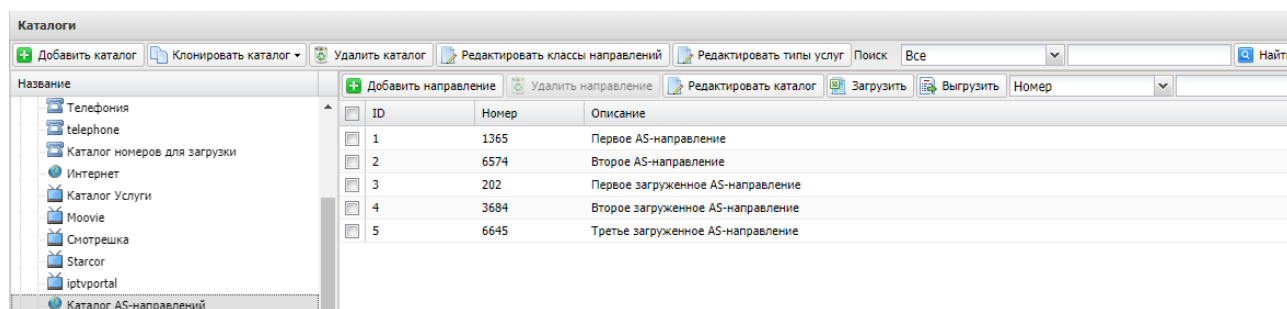 Каталоги
Добавить каталог Клонировать каталог Удалить каталог Редактировать классы направлений Редактировать типы услуг Поиск Все Найти
Название
Добавить направление Удалить направление Редактировать каталог Загрузить Выгрузить Номер
Телефония
telephone
Каталог номеров для загрузки
Интернет
Каталог Услуги
Moovie
Смотрешка
Starcor
iptvportal
Каталог AS-направлений
ID Номер Описание
1 1365 Первое AS-направление
2 6574 Второе AS-направление
3 202 Первое загруженное AS-направление
4 3684 Второе загруженное AS-направление
5 6645 Третье загруженное AS-направление